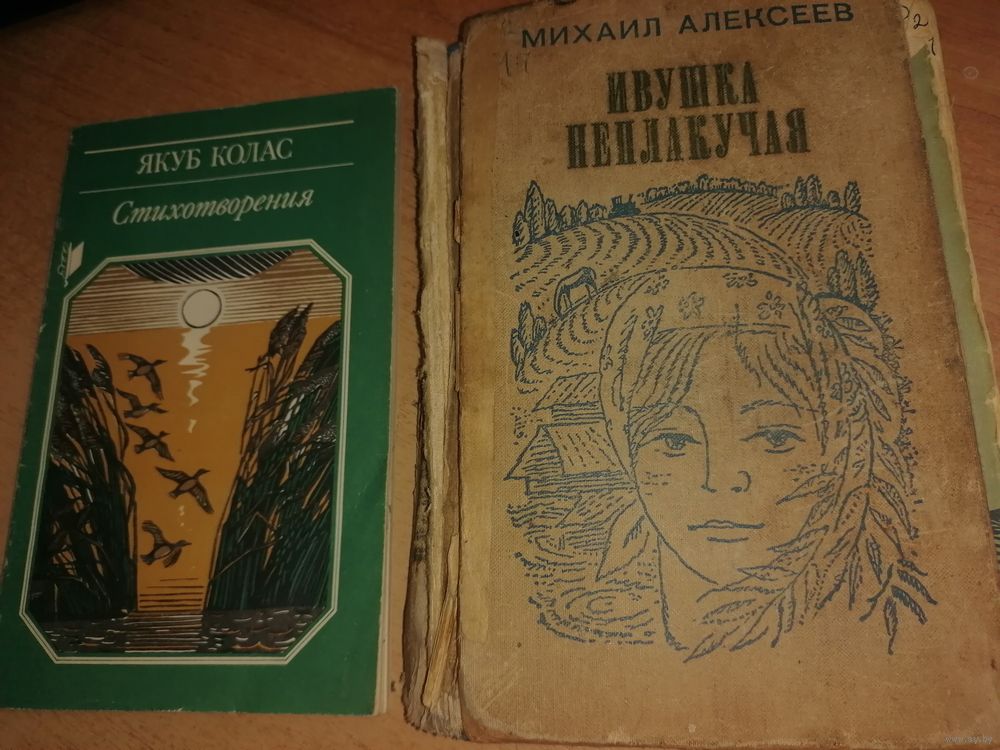 ЯКУБ КОЛАС
Стихотворения
МИХАИЛ АЛЕКСЕЕВ
ИВУШКА
НЕПЛАКУЧАЯ